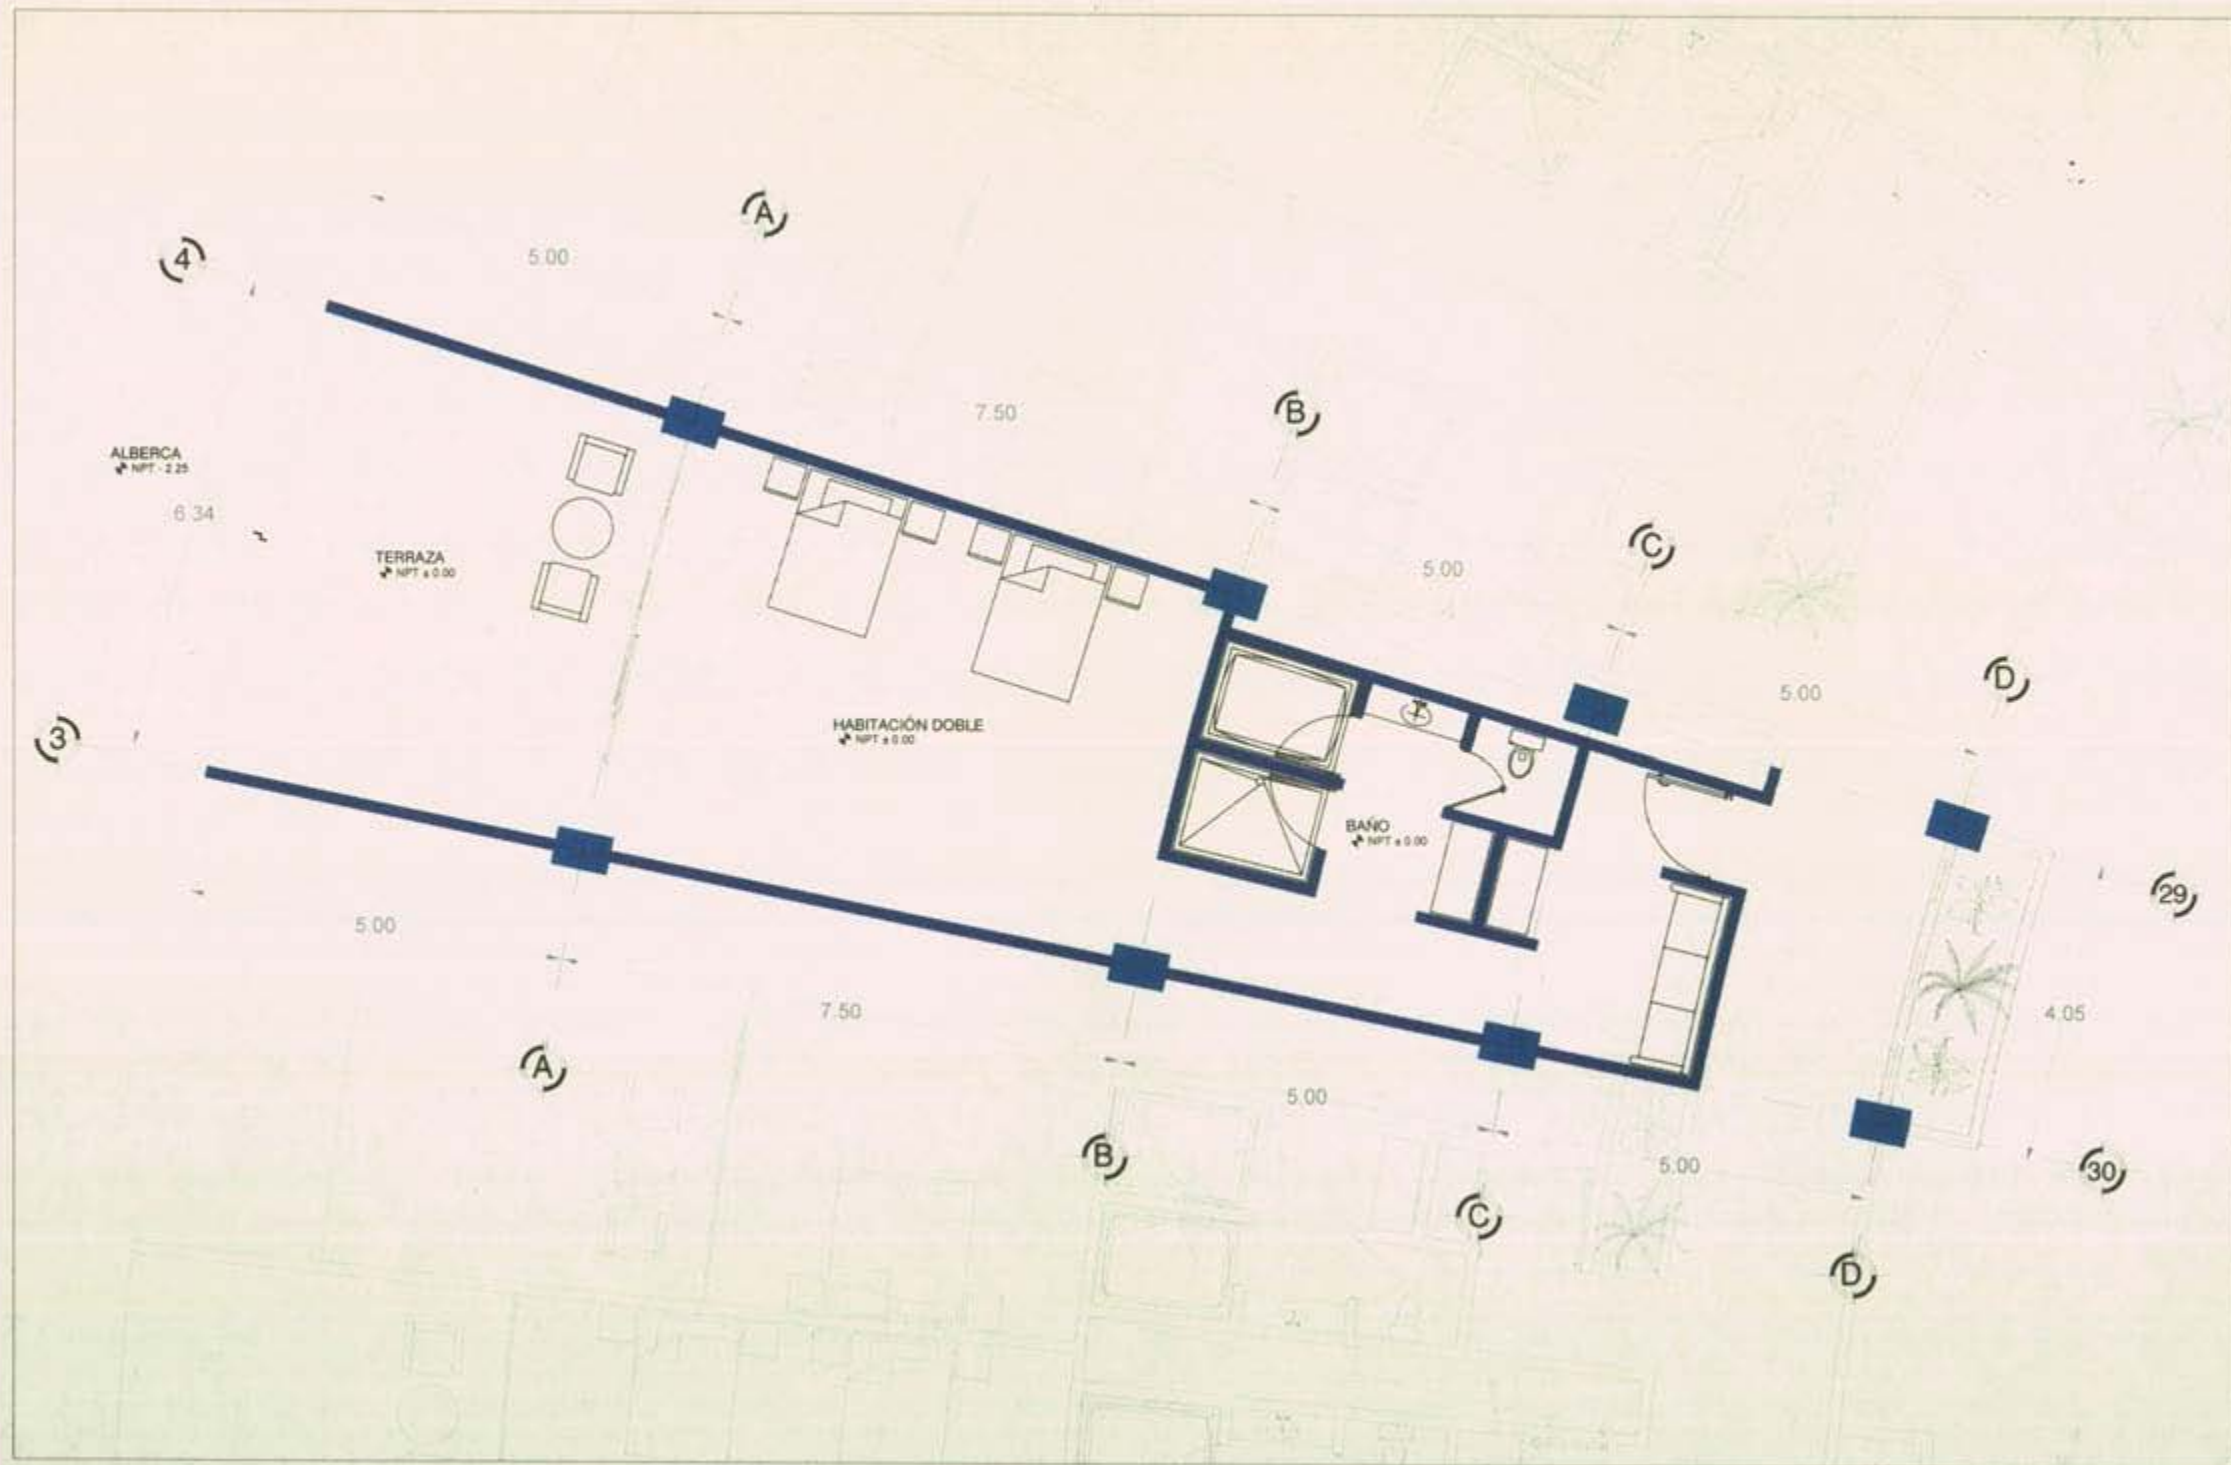 A
4
5.00
7.50
B
ALBERCA
NPT - 2.25
6.34
TERRAZA
NPT ± 0.00
C
5.00
D
5.00
3
HABITACIÓN DOBLE
NPT ± 0.00
BAÑO
NPT ± 0.00
29
5.00
4.05
7.50
A
5.00
B
5.00
30
C
D